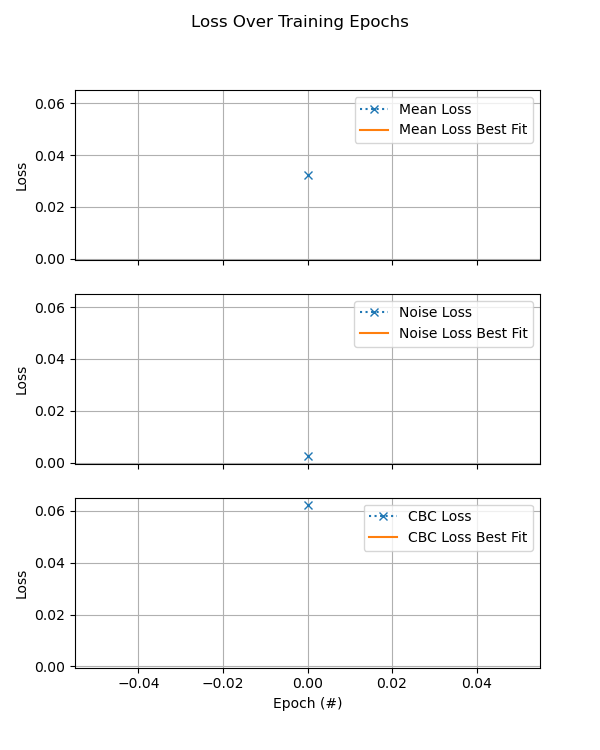 Loss Over Training Epochs
0.06
0.04
0.02
0.00
Loss
Mean Loss
Mean Loss Best Fit
0.06
0.04
0.02
0.00
Loss
Noise Loss
Noise Loss Best Fit
0.06
0.04
0.02
0.00
Loss
CBC Loss
CBC Loss Best Fit
−0.04 −0.02 0.00 0.02 0.04
Epoch (#)